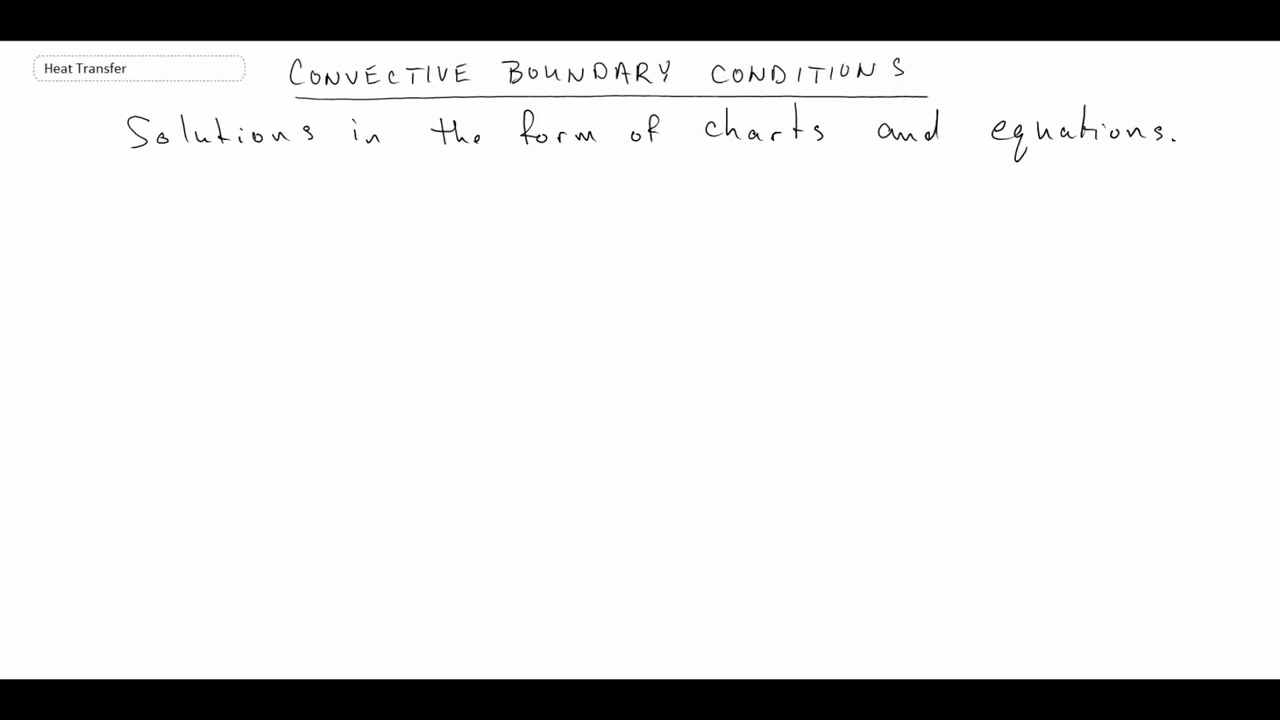 Heat Transfer
CONVECTIVE BOUNDARY CONDITIONS
Solutions in the form of charts and equations.